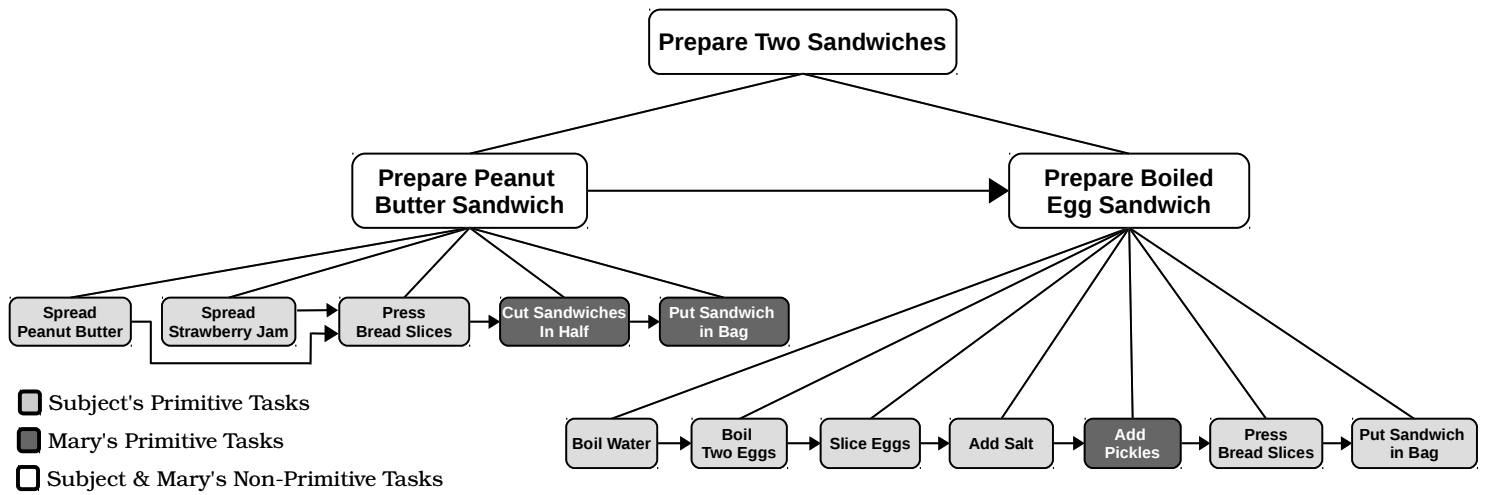 Prepare Two Sandwiches
Prepare Peanut
Butter Sandwich
Prepare Boiled
Egg Sandwich
Spread
Peanut Butter
Spread
Strawberry Jam
Press
Bread Slices
Cut Sandwiches
In Half
Put Sandwich
in Bag
Subject's Primitive Tasks
Mary's Primitive Tasks
Subject & Mary's Non-Primitive Tasks
Boil Water
Boil
Two Eggs
Slice Eggs
Add Salt
Add
Pickles
Press
Bread Slices
Put Sandwich
in Bag